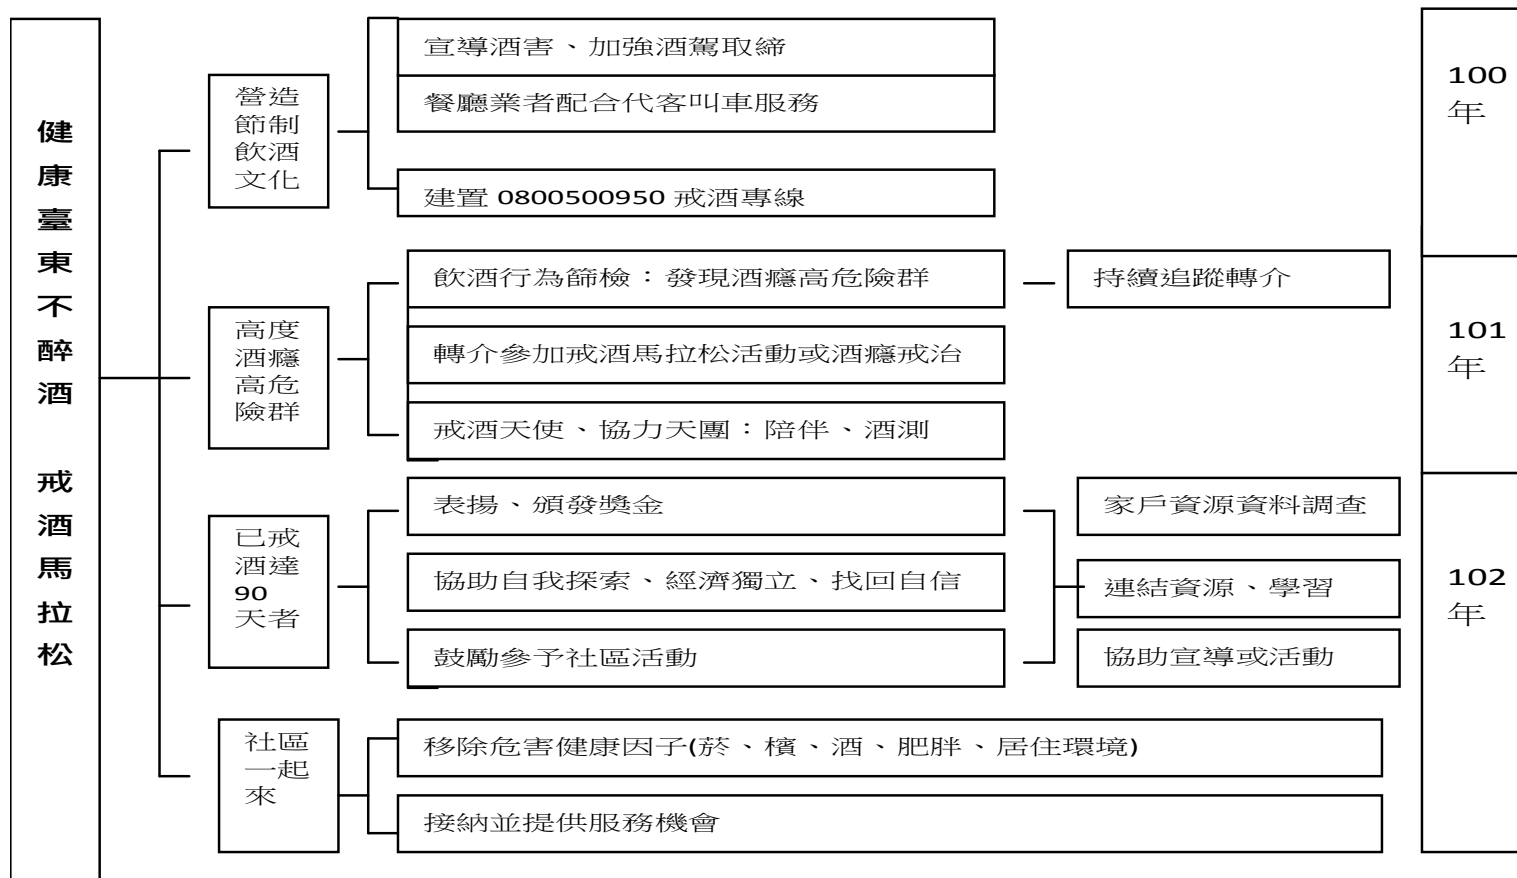 健康臺東不醉酒 戒酒馬拉松
營造
節制
飲酒
文化
宣導酒害、加強酒駕取締
餐廳業者配合代客叫車服務
建置 0800500950 戒酒專線
100
年
高度
酒癮
高危
險群
飲酒行為篩檢：發現酒癮高危險群
持續追蹤轉介
轉介參加戒酒馬拉松活動或酒癮戒治
戒酒天使、協力天團：陪伴、酒測
101
年
已戒
酒達
90
天者
表揚、頒發獎金
家戶資源資料調查
協助自我探索、經濟獨立、找回自信
連結資源、學習
鼓勵參予社區活動
協助宣導或活動
102
年
社區
一起
來
移除危害健康因子(菸、檳、酒、肥胖、居住環境)
接納並提供服務機會